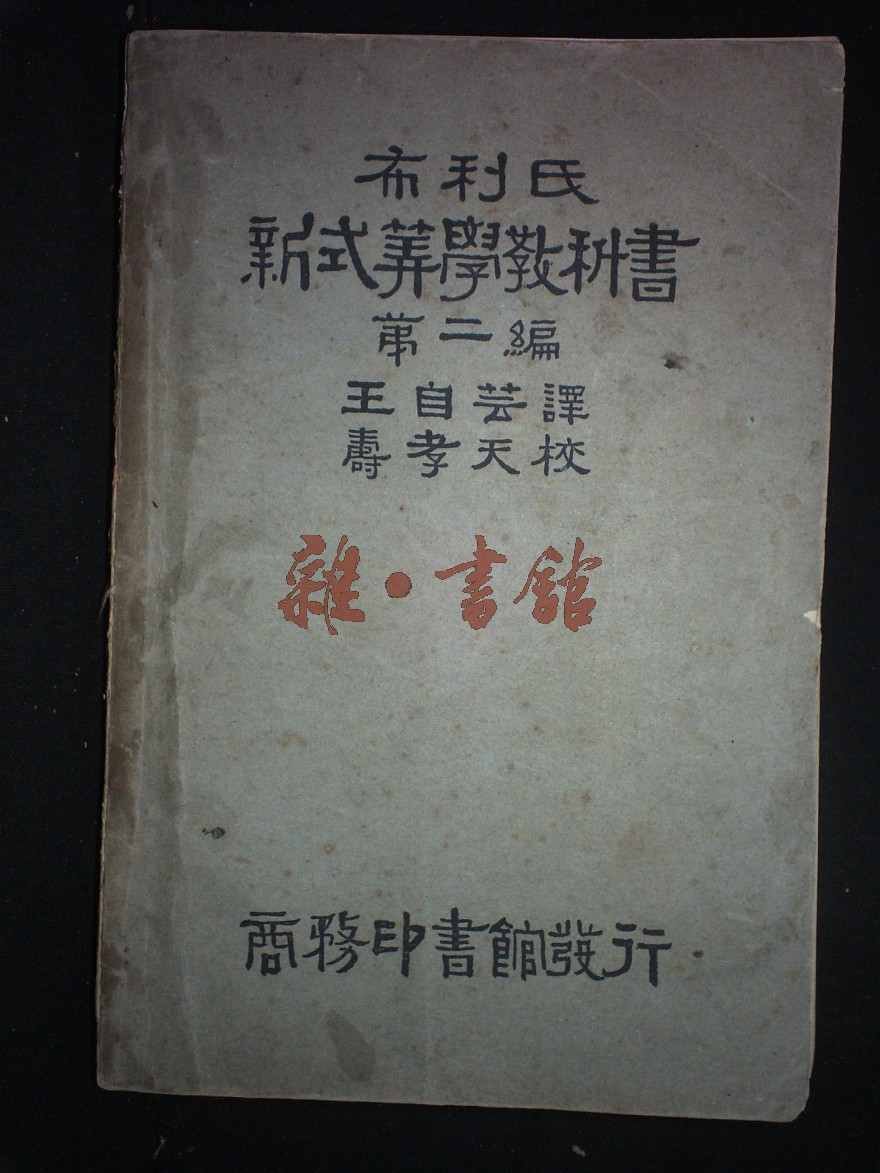 布利氏
新式筭學教科書
第二編
王自芸譯
壽孝天校
雜·書館
商務印書館發行